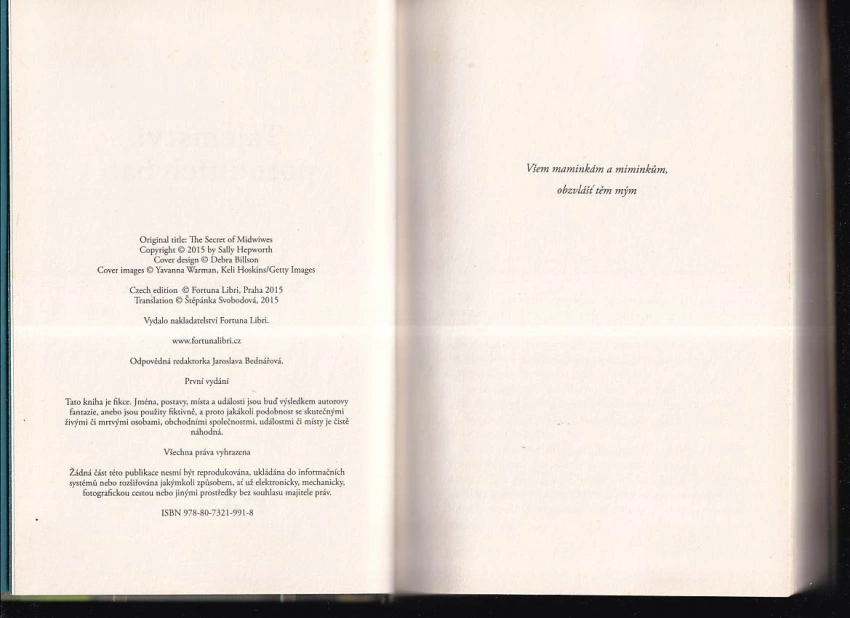 Original title: The Secret of Midwiwes
Copyright © 2015 by Sally Hepworth
Cover design © Debra Billson
Cover images © Yavanna Warman, Keli Hoskins/Getty Images
Czech edition © Fortuna Libri, Praha 2015
Translation © Štěpánka Svobodová, 2015
Vydalo nakladatelství Fortuna Libri.
www.fortunalibri.cz
Odpovědná redaktorka Jaroslava Bednářová.
První vydání
Tato kniha je fikce. Jména, postavy, místa a události jsou buď výsledkem autorovy
fantazie, anebo jsou použity fiktivně, a proto jakákoli podobnost se skutečnými
živými či mrtvými osobami, obchodními společnostmi, událostmi či místy je čistě
náhodná.
Všechna práva vyhrazena
Žádná část této publikace nesmí být reprodukována, ukládána do informačních
systémů nebo rozšiřována jakýmkoli způsobem, ať už elektronicky, mechanicky,
fotografickou cestou nebo jinými prostředky bez souhlasu majitele práv.
ISBN 978-80-7321-991-8
Všem maminkám a miminkům,
obzvlášť těm mým